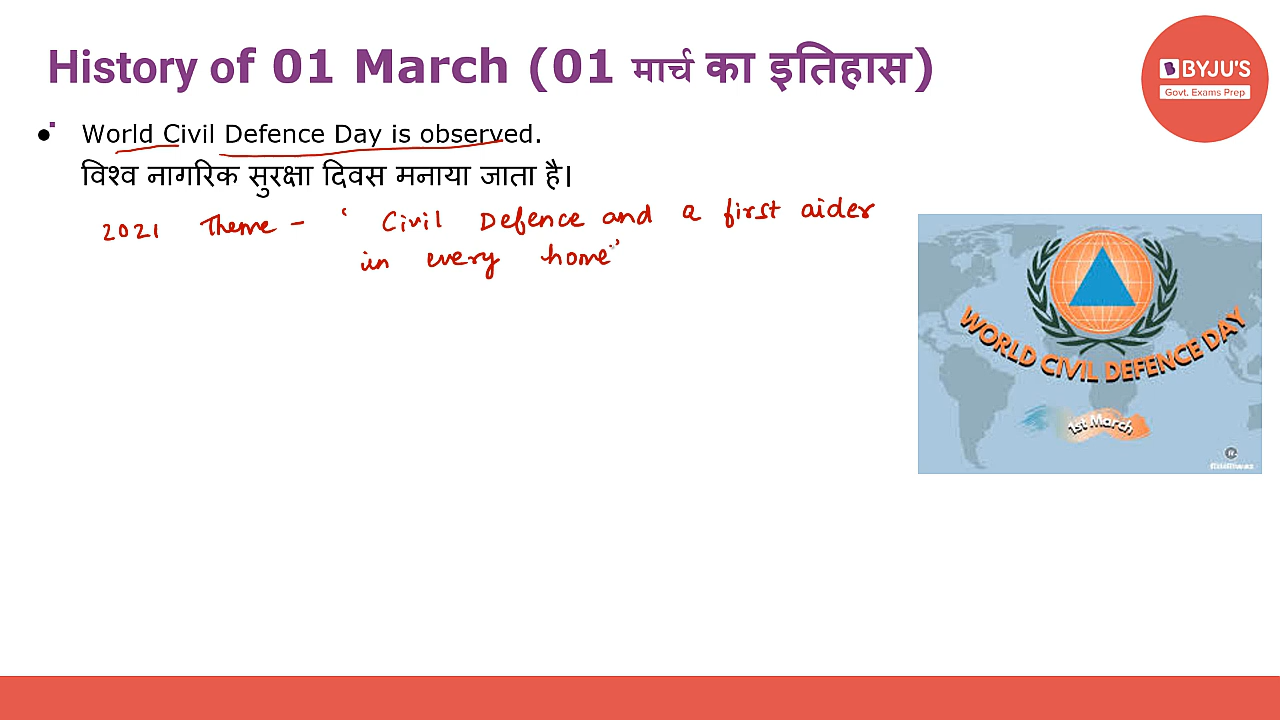 History of 01 March (01 मार्च का इतिहास)
BYJU'S
Govt. Exams Prep
World Civil Defence Day is observed.
विश्व नागरिक सुरक्षा दिवस मनाया जाता है।
2021 Theme - ' Civil Defence and a first aider
in every home'
WORLD CIVIL DEFENCE DAY
1st March